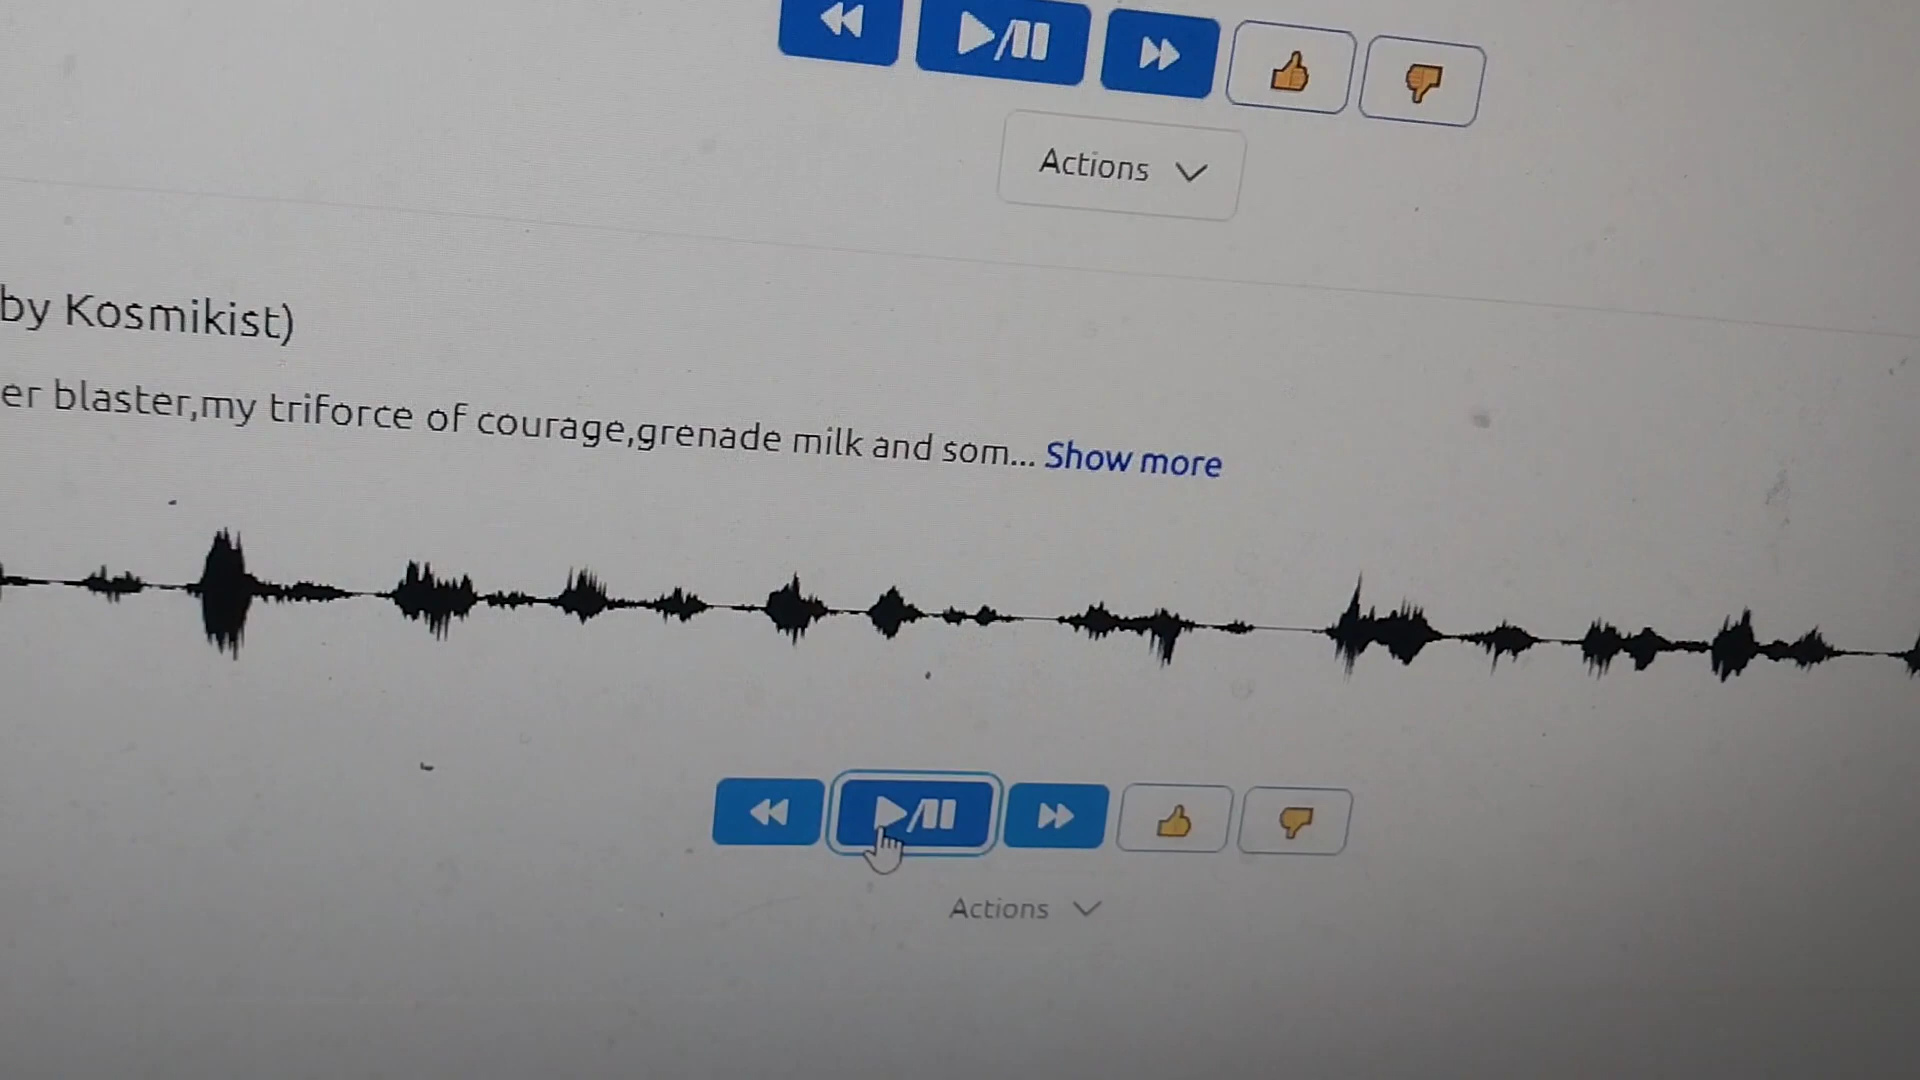 Actions
by Kosmikist)
er blaster,my triforce of courage,grenade milk and som... Show more
Actions